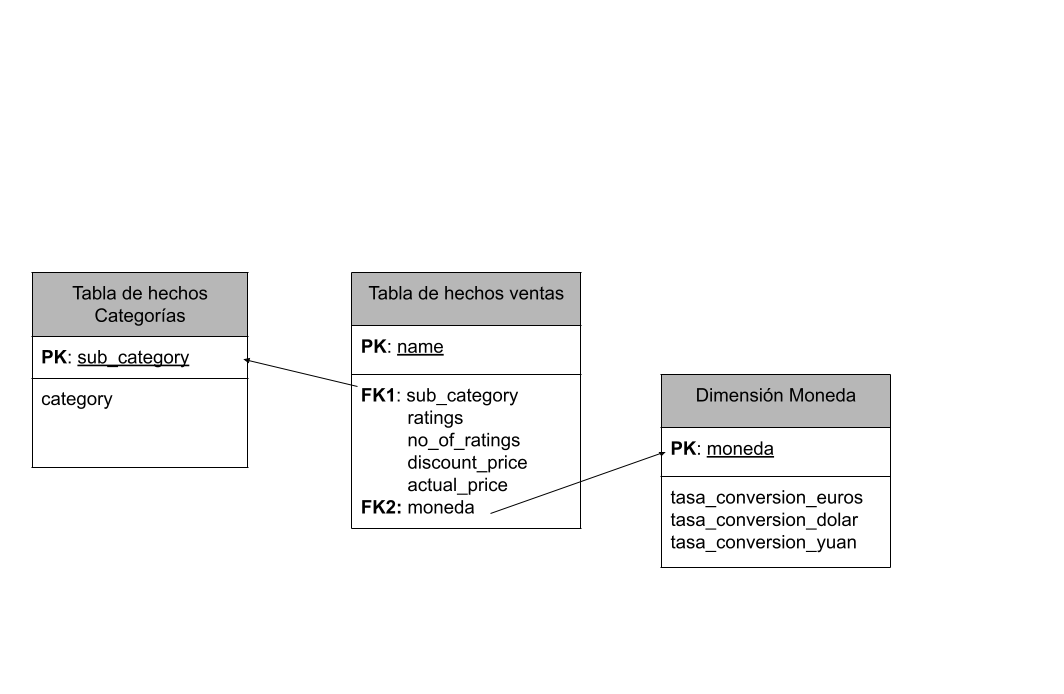 Tabla de hechos
Categorías
PK: sub_category
category
Tabla de hechos ventas
PK: name
FK1: sub_category
ratings
no_of_ratings
discount_price
actual_price
FK2: moneda
Dimensión Moneda
PK: moneda
tasa_conversion_euros
tasa_conversion_dolar
tasa_conversion_yuan